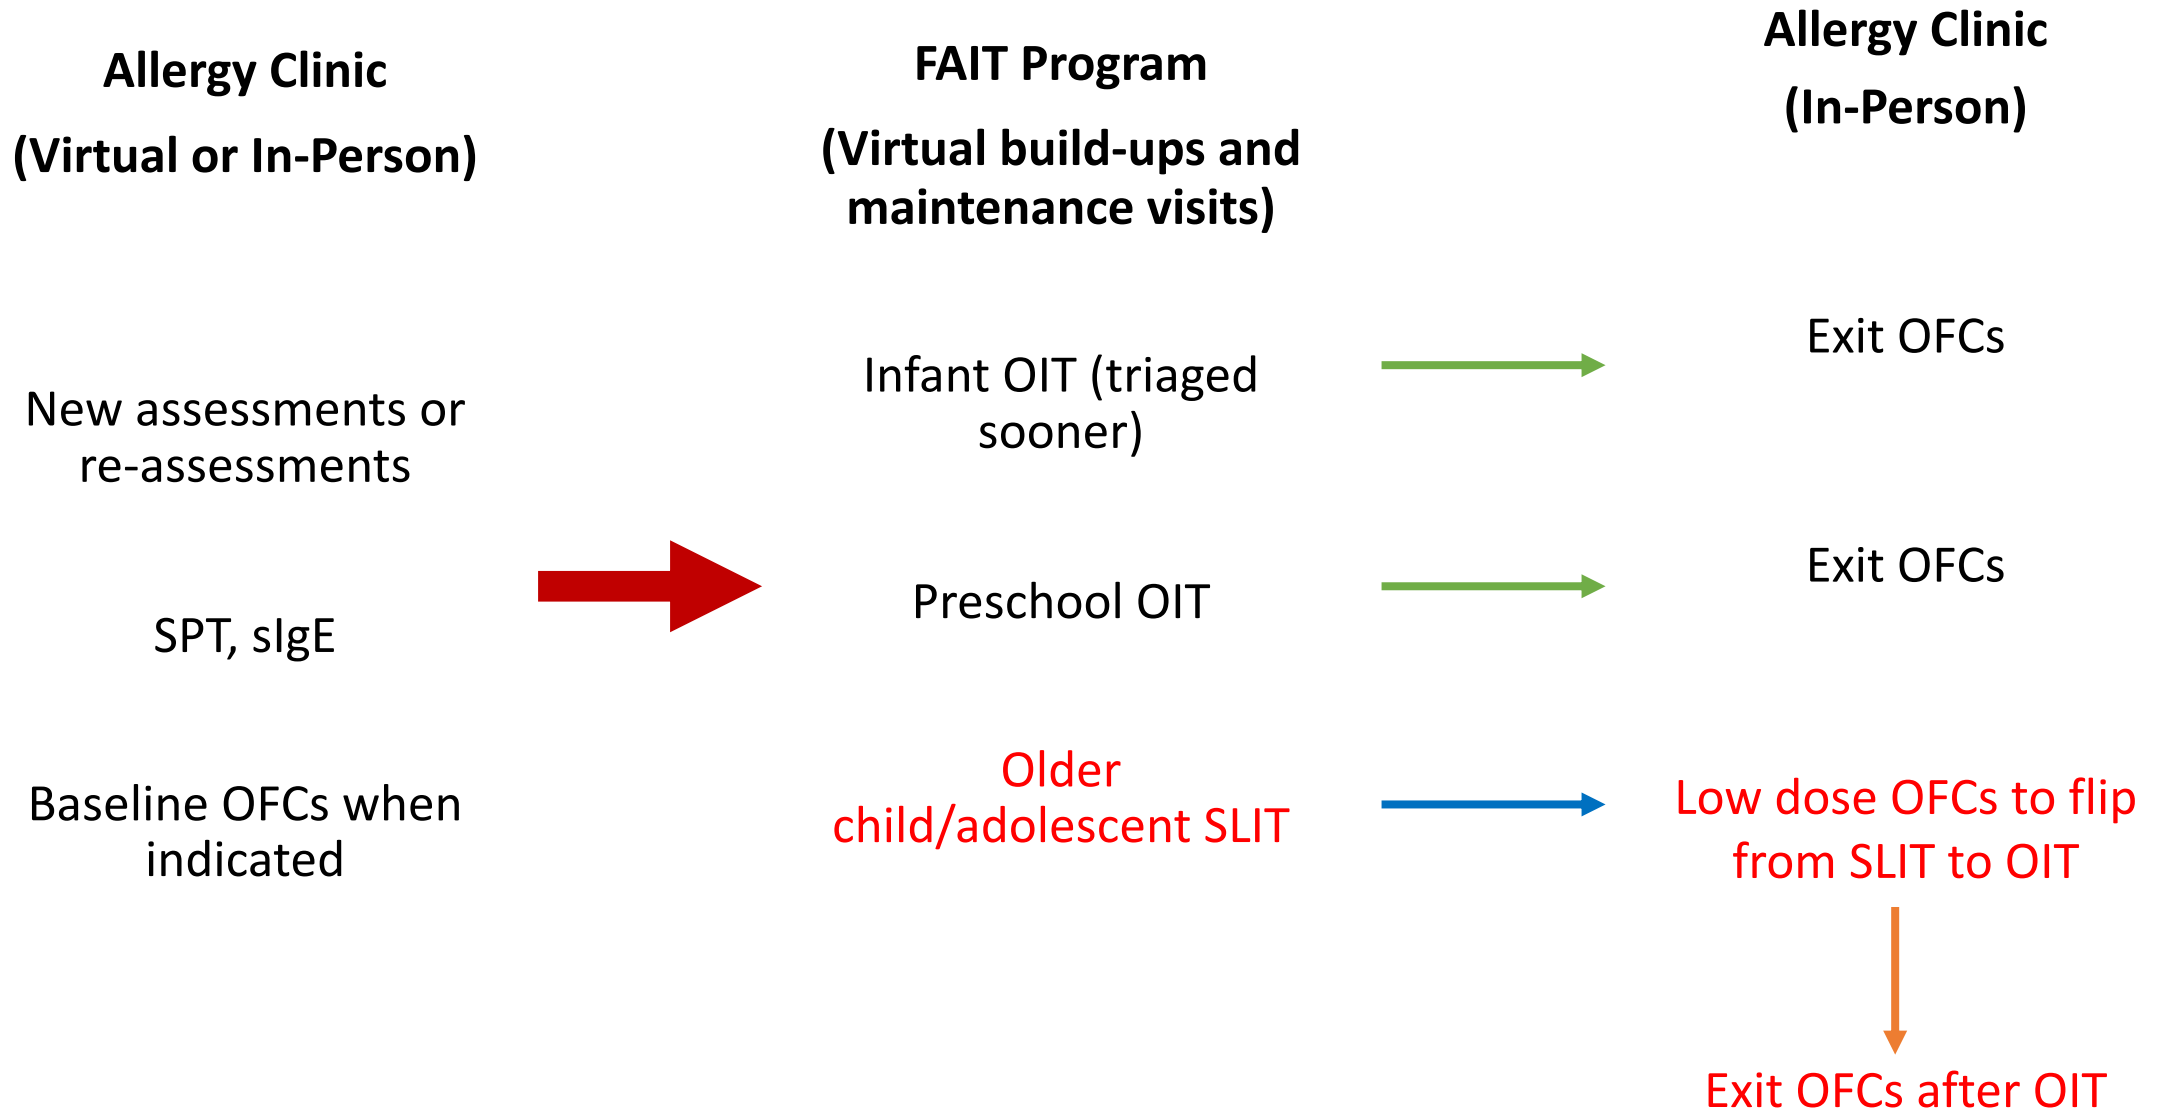 Allergy Clinic
(Virtual or In-Person)
New assessments or
re-assessments
SPT, sIgE
Baseline OFCs when
indicated
FAIT Program
(Virtual build-ups and
maintenance visits)
Infant OIT (triaged
sooner)
Preschool OIT
Older
child/adolescent SLIT
Allergy Clinic
(In-Person)
Exit OFCs
Exit OFCs
Low dose OFCs to flip
from SLIT to OIT
Exit OFCs after OIT